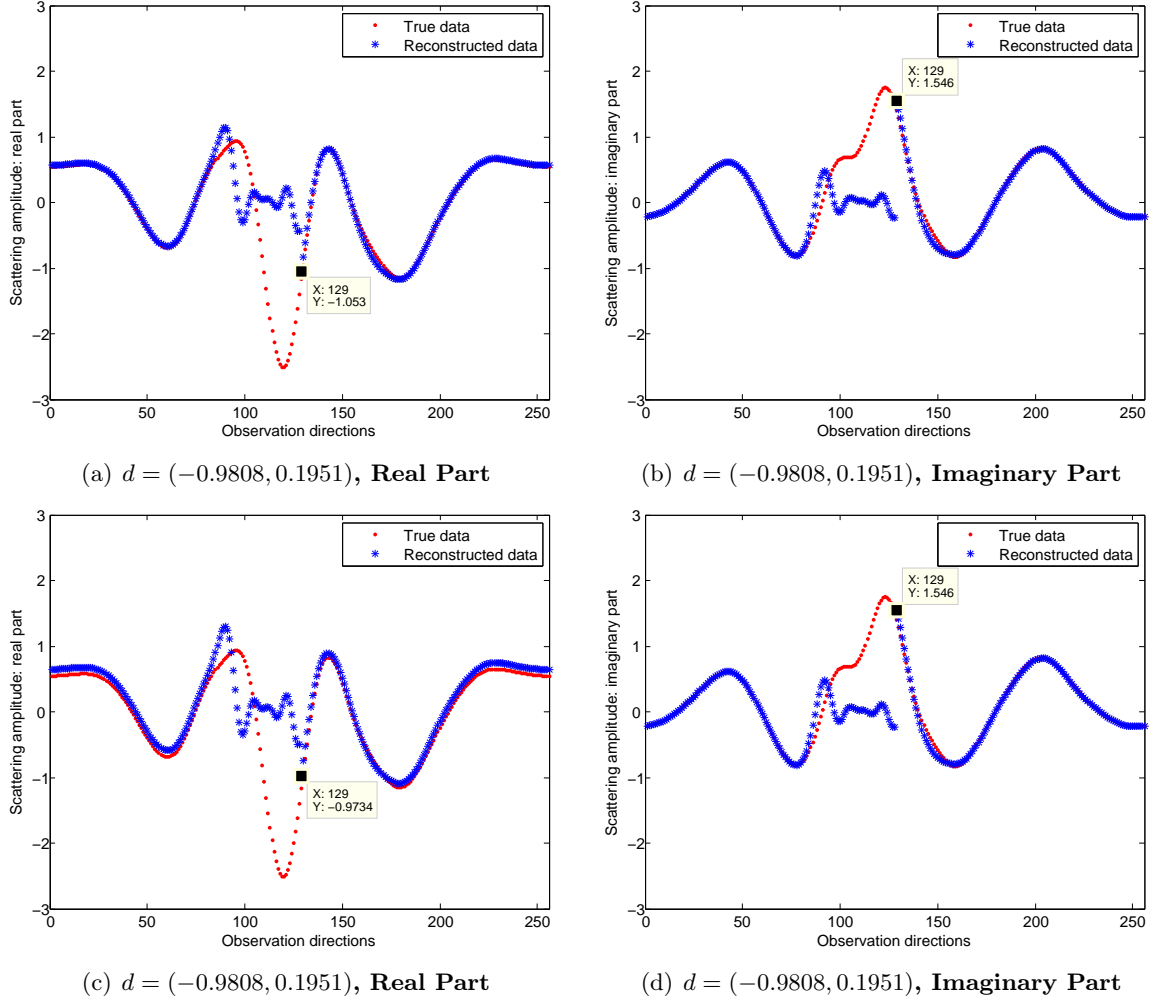 3
2
1
0
−1
−2
−3
0 50 100 150 200 250
Observation directions
Scattering amplitude: real part
True data
Reconstructed data
X: 129
Y: −1.053
(a) d = (−0.9808, 0.1951), Real Part
3
2
1
0
−1
−2
−3
0 50 100 150 200 250
Observation directions
Scattering amplitude: imaginary part
True data
Reconstructed data
X: 129
Y: 1.546
(b) d = (−0.9808, 0.1951), Imaginary Part
3
2
1
0
−1
−2
−3
0 50 100 150 200 250
Observation directions
Scattering amplitude: real part
True data
Reconstructed data
X: 129
Y: −0.9734
(c) d = (−0.9808, 0.1951), Real Part
3
2
1
0
−1
−2
−3
0 50 100 150 200 250
Observation directions
Scattering amplitude: imaginary part
True data
Reconstructed data
X: 129
Y: 1.546
(d) d = (−0.9808, 0.1951), Imaginary Part